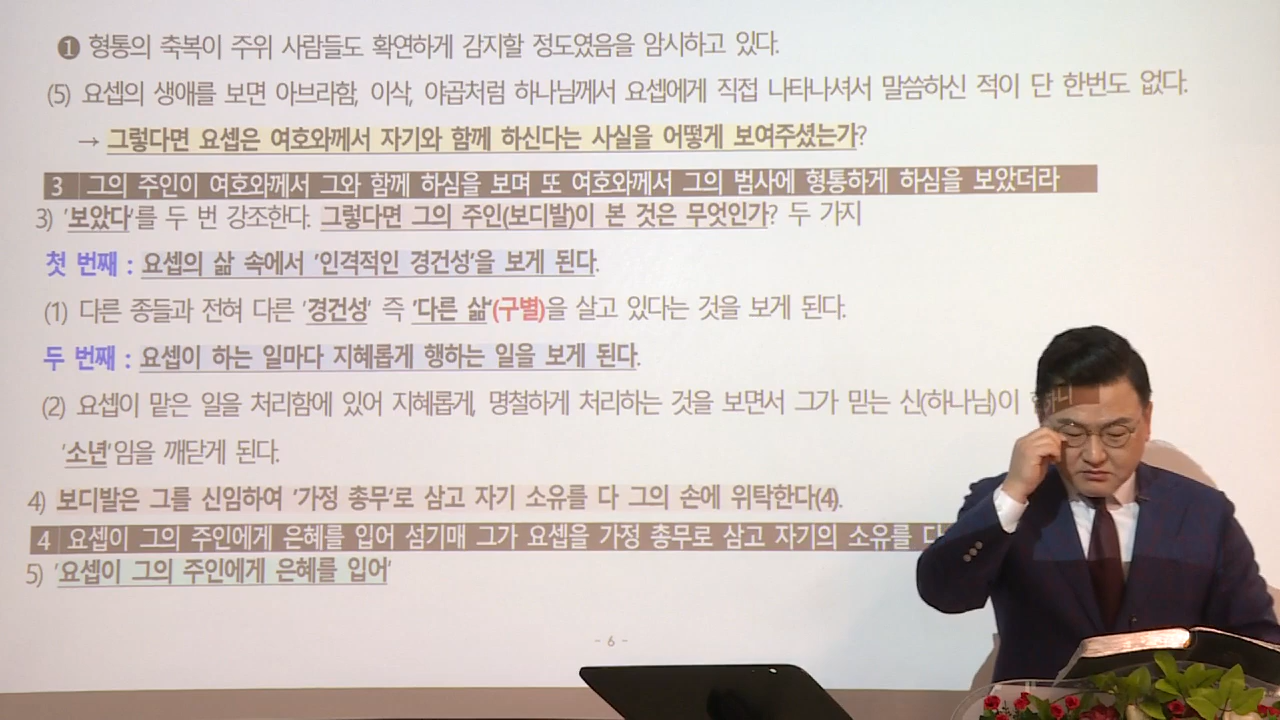 ❶ 형통의 축복이 주위 사람들도 확연하게 감지할 정도였음을 암시하고 있다.
(5) 요셉의 생애를 보면 아브라함, 이삭, 야곱처럼 하나님께서 요셉에게 직접 나타나셔서 말씀하신 적이 단 한번도 없다.
→ 그렇다면 요셉은 여호와께서 자기와 함께 하신다는 사실을 어떻게 보여주셨는가?
3 그의 주인이 여호와께서 그와 함께 하심을 보며 또 여호와께서 그의 범사에 형통하게 하심을 보았더라
3) '보았다'를 두 번 강조한다. 그렇다면 그의 주인(보디발)이 본 것은 무엇인가? 두 가지
첫 번째 : 요셉의 삶 속에서 '인격적인 경건성'을 보게 된다.
(1) 다른 종들과 전혀 다른 '경건성' 즉 '다른 삶'(구별)을 살고 있다는 것을 보게 된다.
두 번째 : 요셉이 하는 일마다 지혜롭게 행하는 일을 보게 된다.
(2) 요셉이 맡은 일을 처리함에 있어 지혜롭게, 명철하게 처리하는 것을 보면서 그가 믿는 신(하나님)이
'소년'임을 깨닫게 된다.
4) 보디발은 그를 신임하여 '가정 총무'로 삼고 자기 소유를 다 그의 손에 위탁한다(4).
4 요셉이 그의 주인에게 은혜를 입어 섬기매 그가 요셉을 가정 총무로 삼고 자기의 소유를 다
5) '요셉이 그의 주인에게 은혜를 입어'
- 6 -